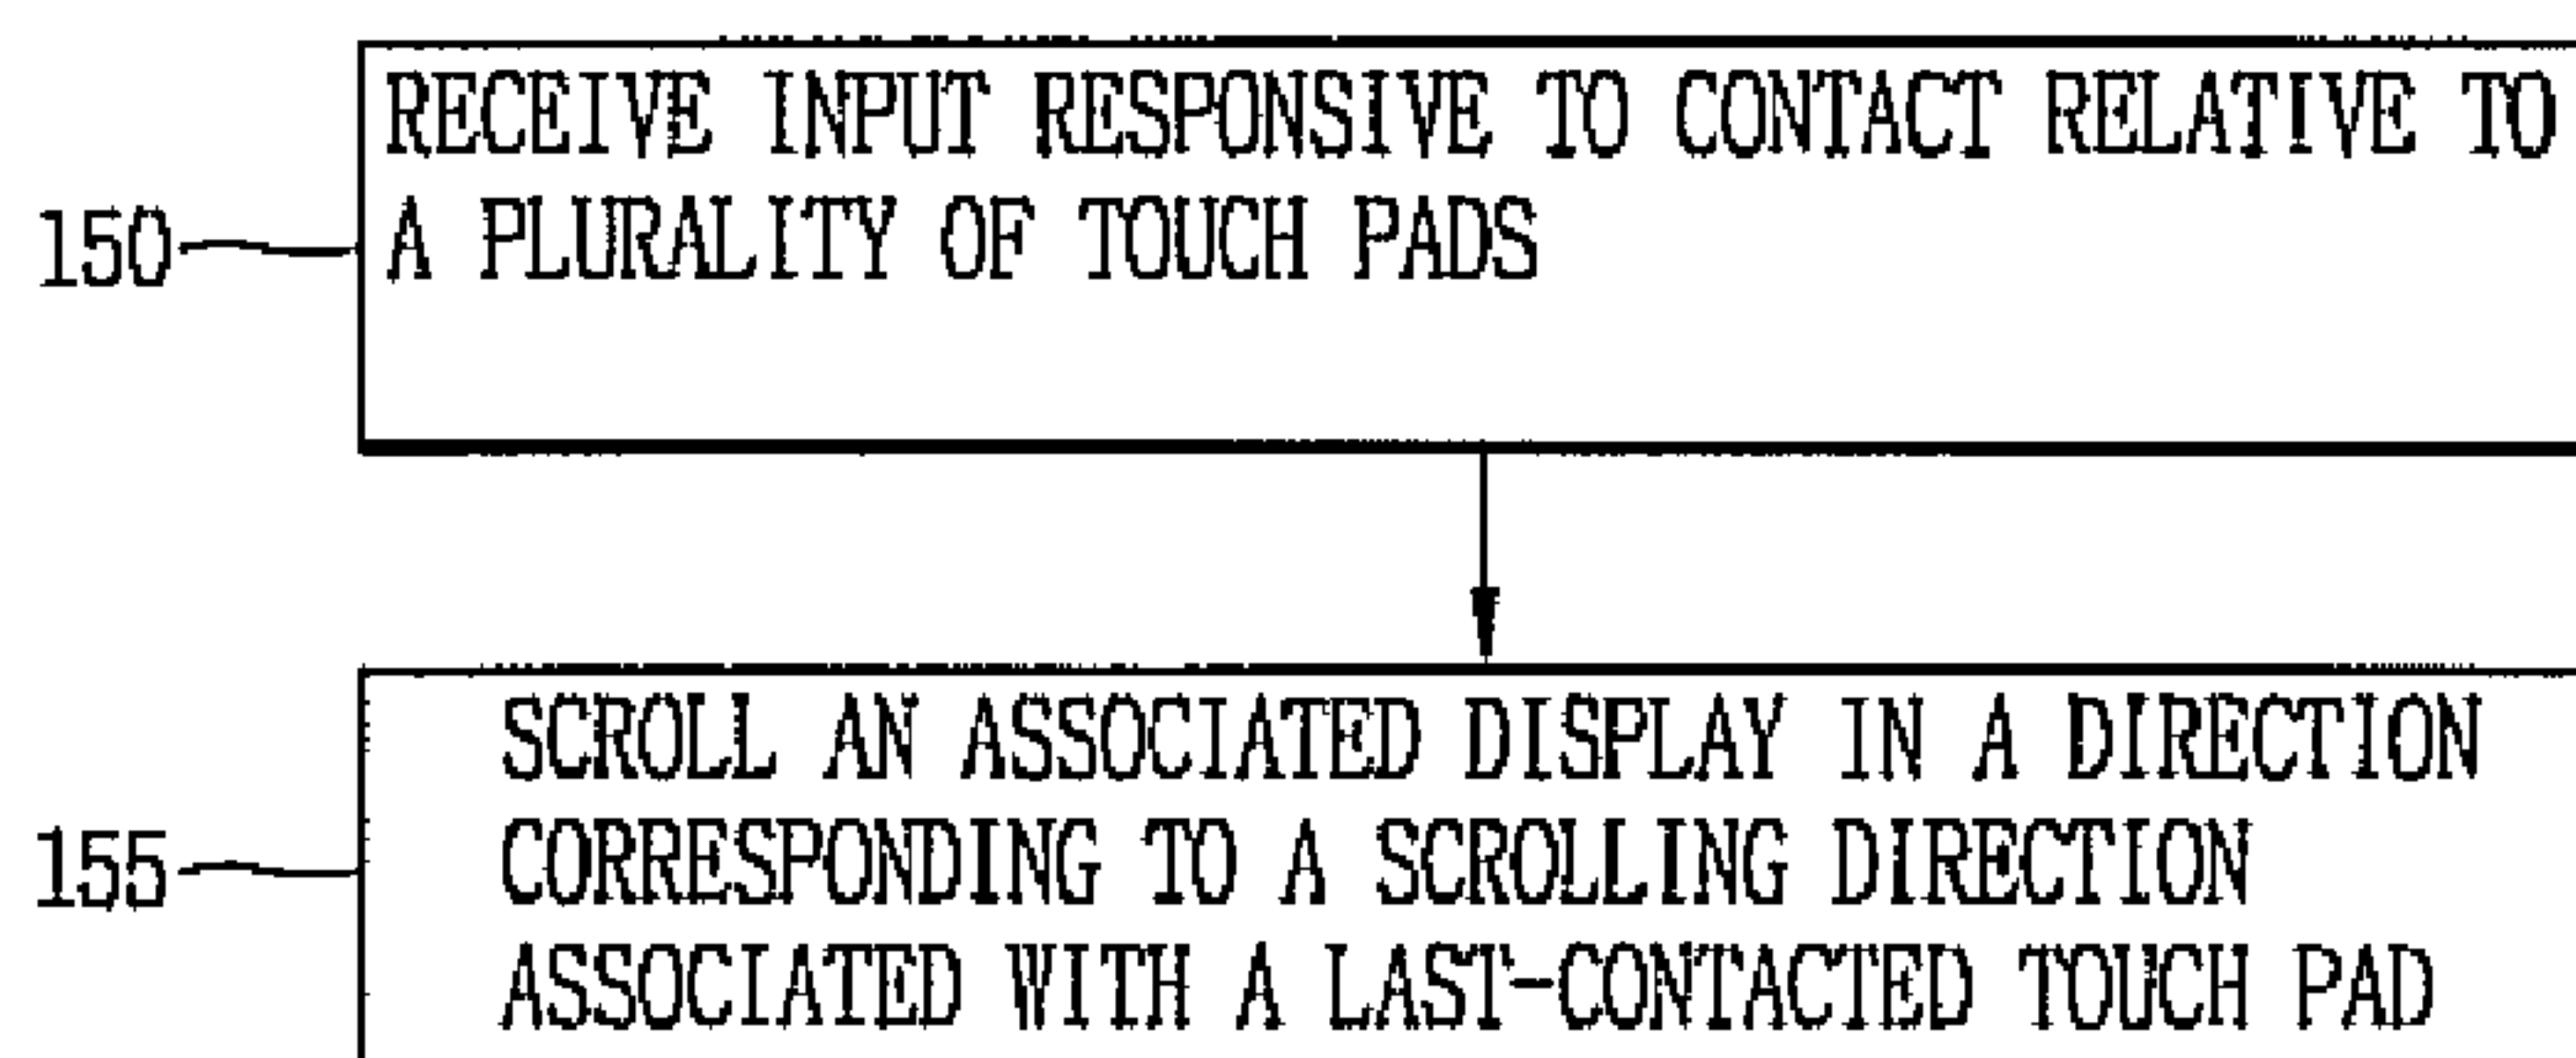 RECEIVE INPUT RESPONSIVE TO CONTACT RELATIVE TO
A PLURALITY OF TOUCH PADS
150
SCROLL AN ASSOCIATED DISPLAY IN A DIRECTION
CORRESPONDING TO A SCROLLING DIRECTION
155
ASSOCIATED WITH A LAST-CONTACTED TOUCH PAD